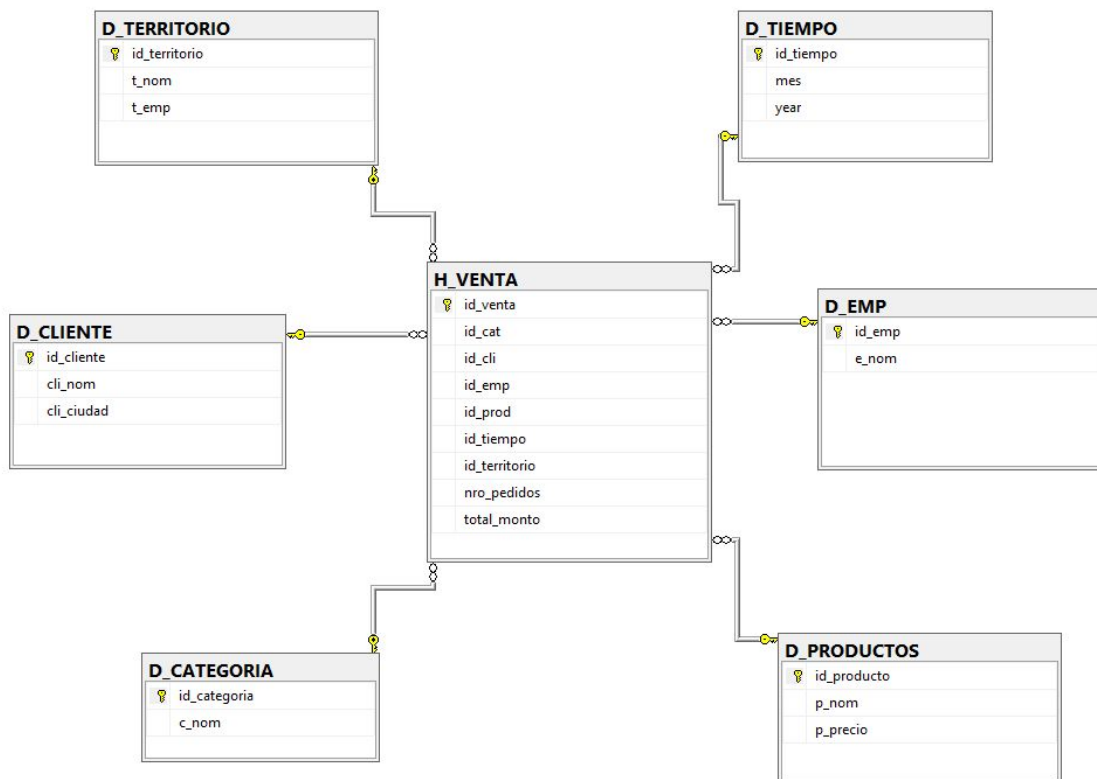 D_TERRITORIO
id_territorio
t_nom
t_emp
D_TIEMPO
id_tiempo
mes
year
D_CLIENTE
id_cliente
cli_nom
cli_ciudad
H_VENTA
id_venta
id_cat
id_cli
id_emp
id_prod
id_tiempo
id_territorio
nro_pedidos
total_monto
D_EMP
id_emp
e_nom
D_CATEGORIA
id_categoria
c_nom
D_PRODUCTOS
id_producto
p_nom
p_precio